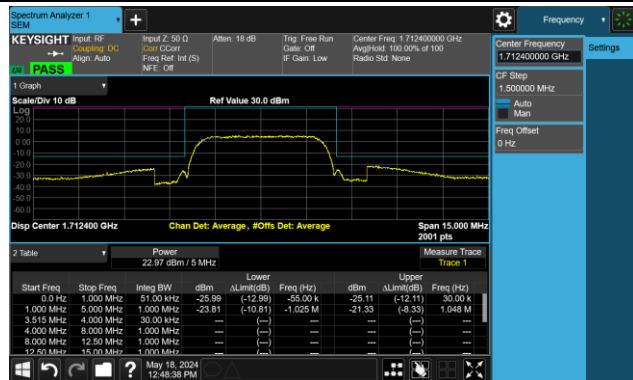 Spectrum Analyzer 1
SEM
Frequency
KEYSIGHT
Input: RF
Coupling: DC
Align: Auto
Input Z: 50 Ω
Corr CCorr
Freq Ref: Int (S)
NFE: Off
Atten: 18 dB
Trig: Free Run
Gate: Off
IF Gain: Low
Center Freq: 1.712400000 GHz
Avg|Hold: 100.00% of 100
Radio Std: None
PASS
Center Frequency
1.712400000 GHz
Settings
CF Step
1.500000 MHz
Auto
Man
Freq Offset
0 Hz
1 Graph
Scale/Div 10 dB
Ref Value 30.0 dBm
Log
20.0
10.0
0.00
-10.0
-20.0
-30.0
-40.0
-50.0
-60.0
Disp Center 1.712400 GHz
Chan Det: Average , #Offs Det: Average
Span 15.000 MHz
2001 pts
2 Table
Power
22.97 dBm / 5 MHz
Measure Trace
Trace 1
Lower Upper
Start Freq Stop Freq Integ BW dBm ΔLimit(dB) Freq (Hz) dBm ΔLimit(dB) Freq (Hz)
0.0 Hz 1.000 MHz 51.00 kHz -25.99 (-12.99) -55.00 k -25.11 (-12.11) 30.00 k
1.000 MHz 5.000 MHz 1.000 MHz -23.81 (-10.81) -1.025 M -21.33 (-8.33) 1.048 M
3.515 MHz 4.000 MHz 30.00 kHz --- (---) --- --- (---) ---
4.000 MHz 8.000 MHz 1.000 MHz --- (---) --- --- (---) ---
8.000 MHz 12.50 MHz 1.000 MHz --- (---) --- --- (---) ---
12.50 MHz 15.00 MHz 1.000 MHz --- (---) --- --- (---) ---
?
May 18, 2024
12:48:38 PM